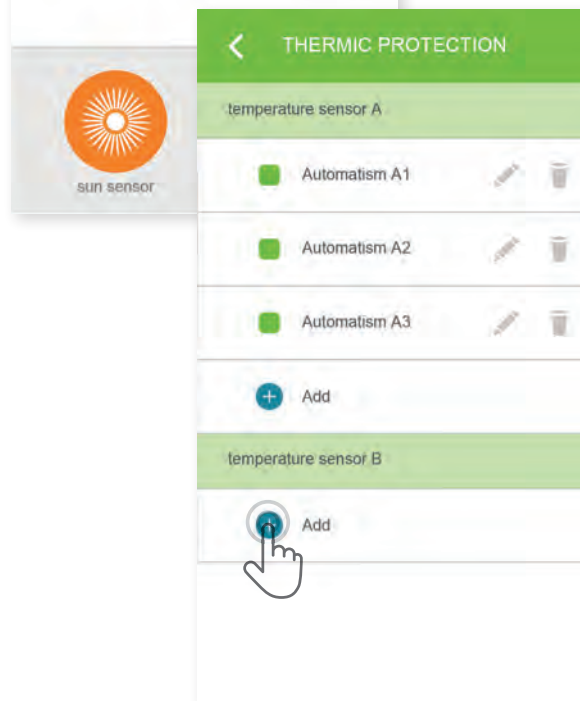 THERMIC PROTECTION
temperature sensor A
sun sensor
Automatism A1
Automatism A2
Automatism A3
Add
temperature sensor B
Add